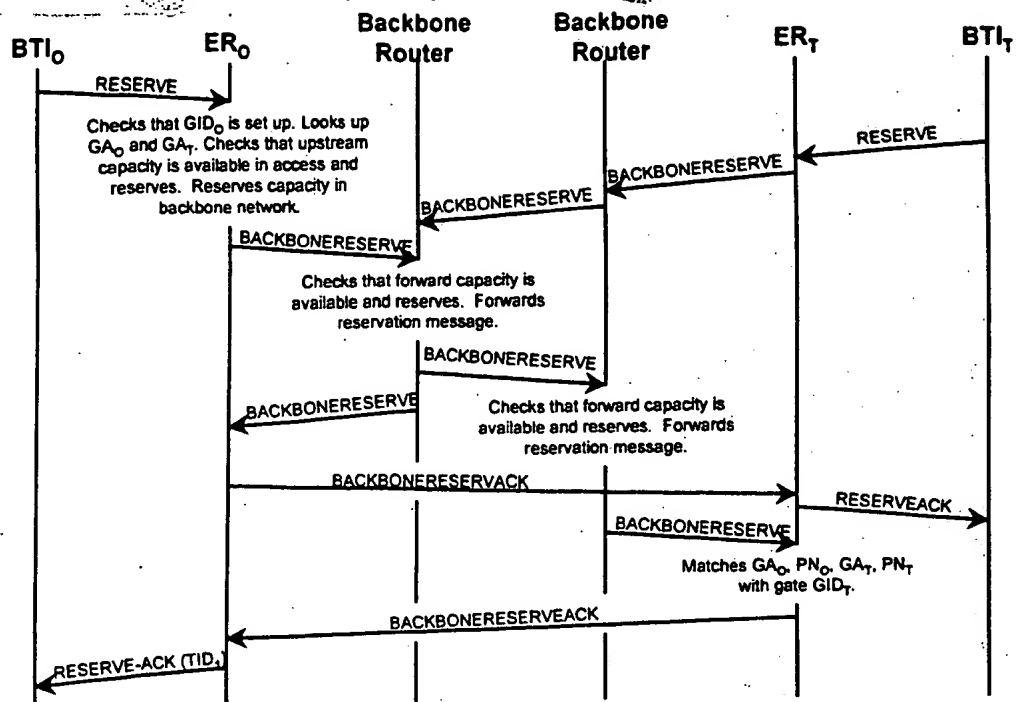 BTIO
ERO
Backbone
Router
Backbone
Router
ERT
BTIT
RESERVE
Checks that GIDO is set up. Looks up
GAO and GAT. Checks that upstream
capacity is available in access and
reserves. Reserves capacity in
backbone network.
RESERVE
BACKBONERESERVE
BACKBONERESERVE
BACKBONERESERVE
Checks that forward capacity is
available and reserves. Forwards
reservation message.
BACKBONERESERVE
BACKBONERESERVE
Checks that forward capacity is
available and reserves. Forwards
reservation message.
BACKBONERESERVACK
RESERVEACK
BACKBONERESERVE
Matches GAO, PNO, GAT, PNT
with gate GIDT.
BACKBONERESERVEACK
RESERVE-ACK (TID1)